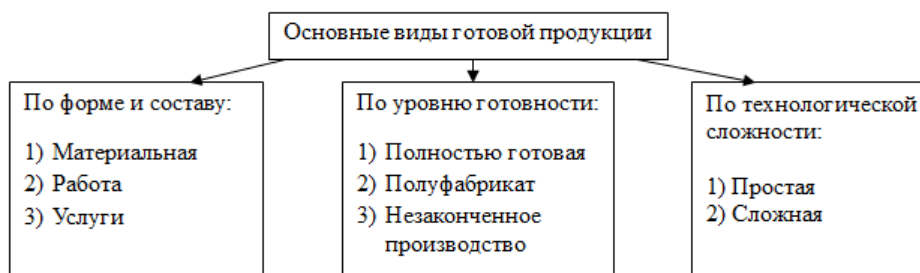 Основные виды готовой продукции
По форме и составу:
1) Материальная
2) Работа
3) Услуги
По уровню готовности:
1) Полностью готовая
2) Полуфабрикат
3) Незаконченное
производство
По технологической
сложности:
1) Простая
2) Сложная